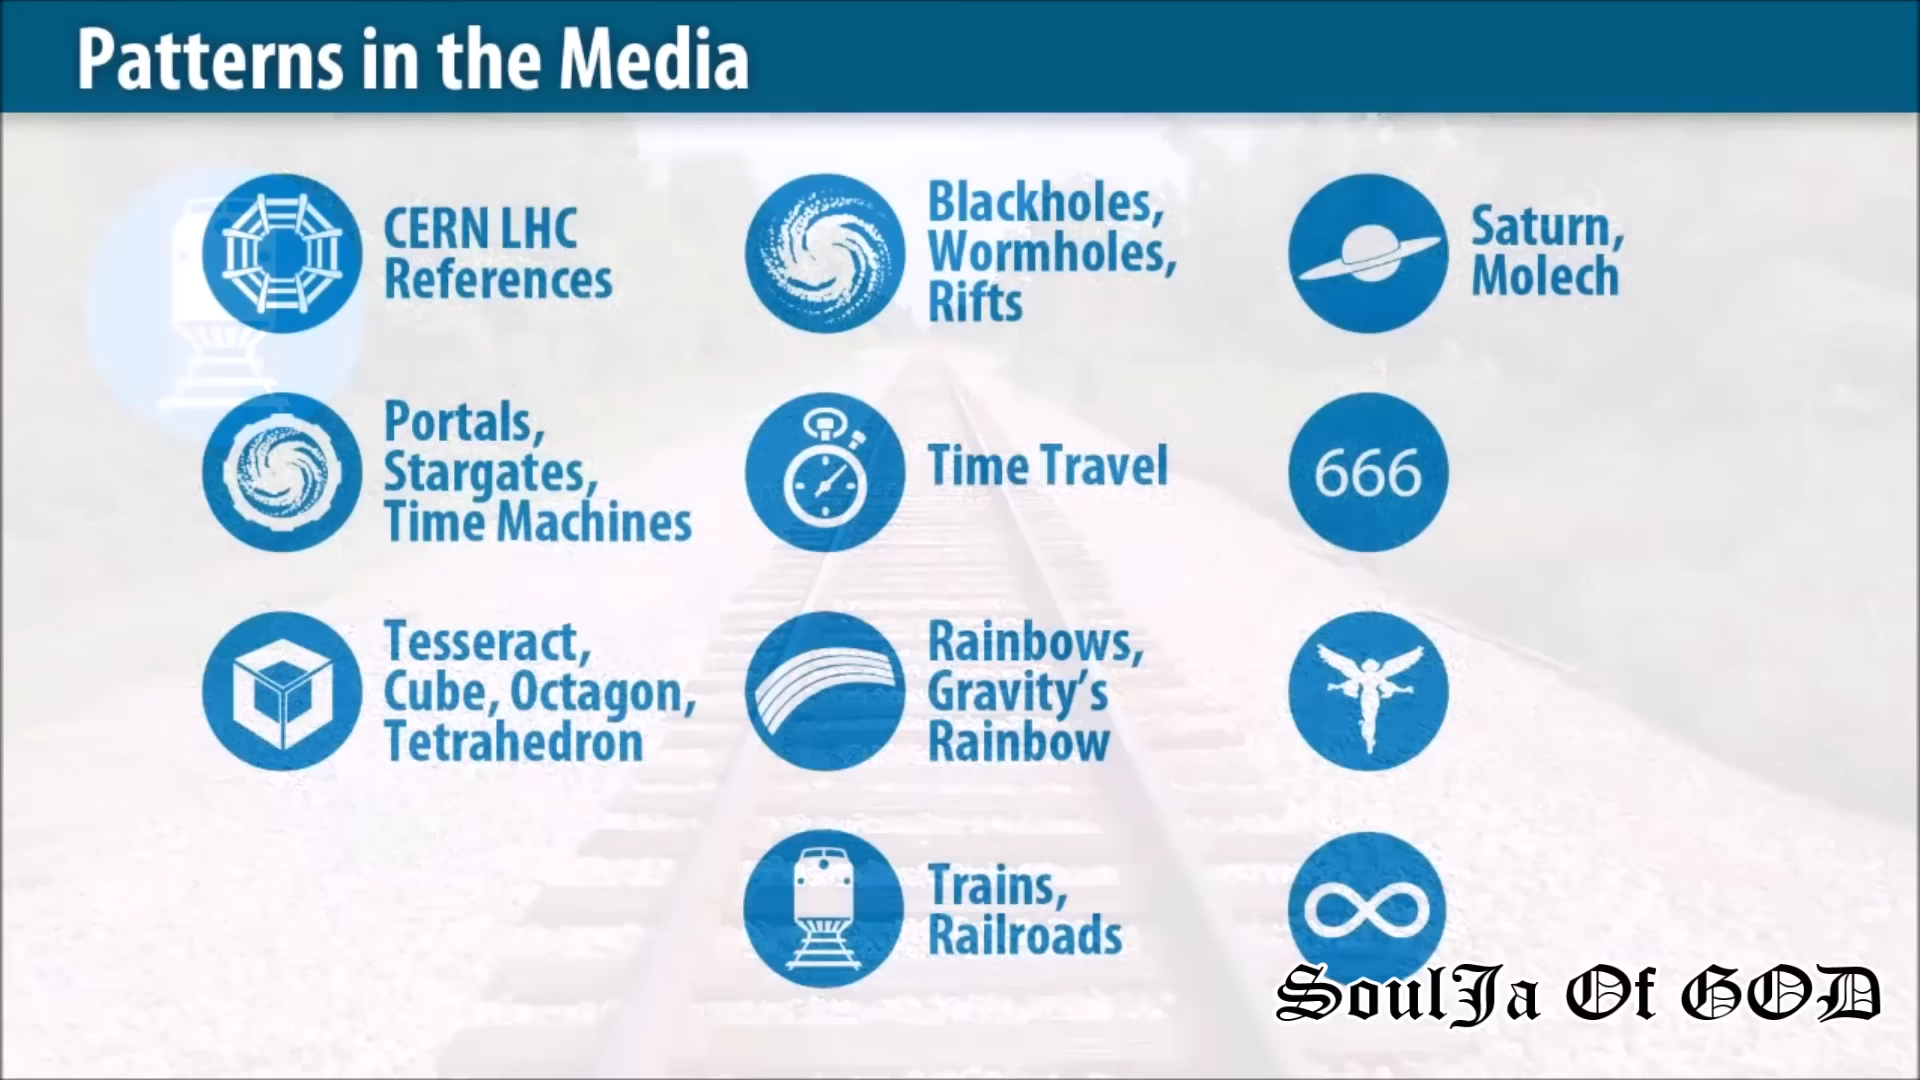 Patterns in the Media
CERN LHC
References
Blackholes,
Wormholes,
Rifts
Saturn,
Molech
Portals,
Stargates,
Time Machines
Time Travel
666
Tesseract,
Cube, Octagon,
Tetrahedron
Rainbows,
Gravity's
Rainbow
Trains,
Railroads
SoulJa Of GOD